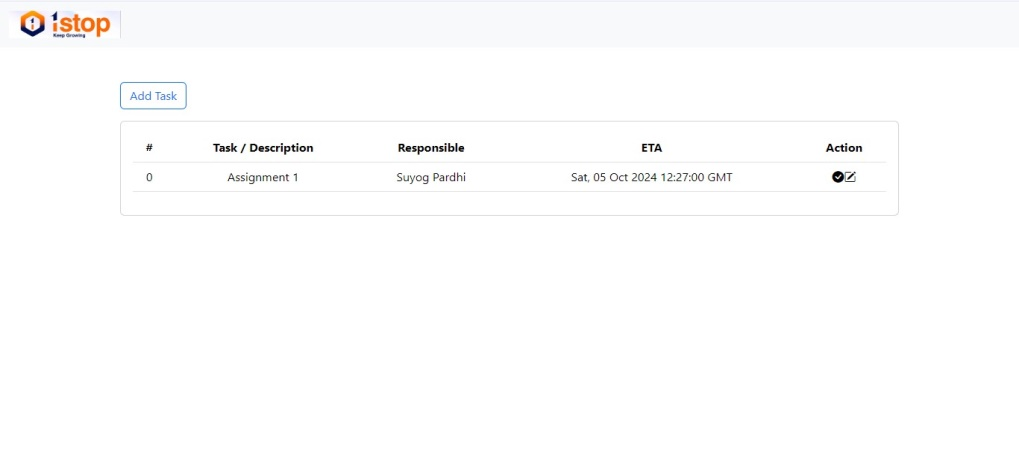 1stop
Keep Growing
Add Task
# Task / Description Responsible ETA Action
0 Assignment 1 Suyog Pardhi Sat, 05 Oct 2024 12:27:00 GMT